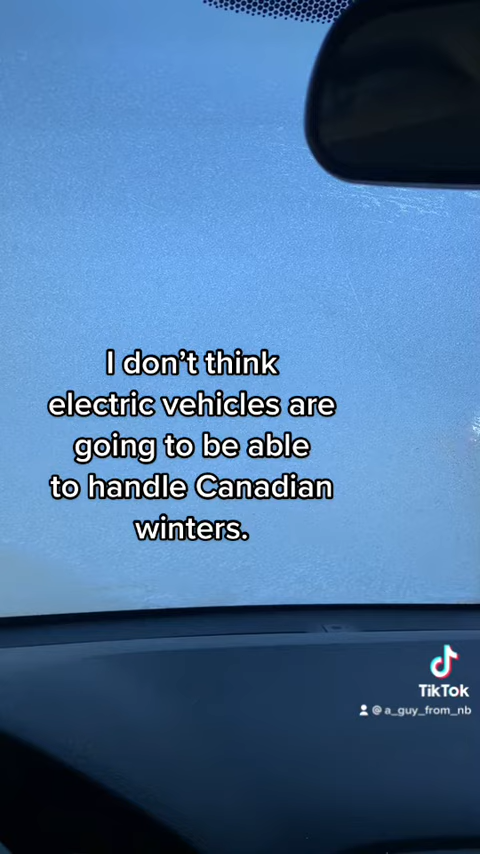 I don’t think
electric vehicles are
going to be able
to handle Canadian
winters.
TikTok
@a_guy_from_nb